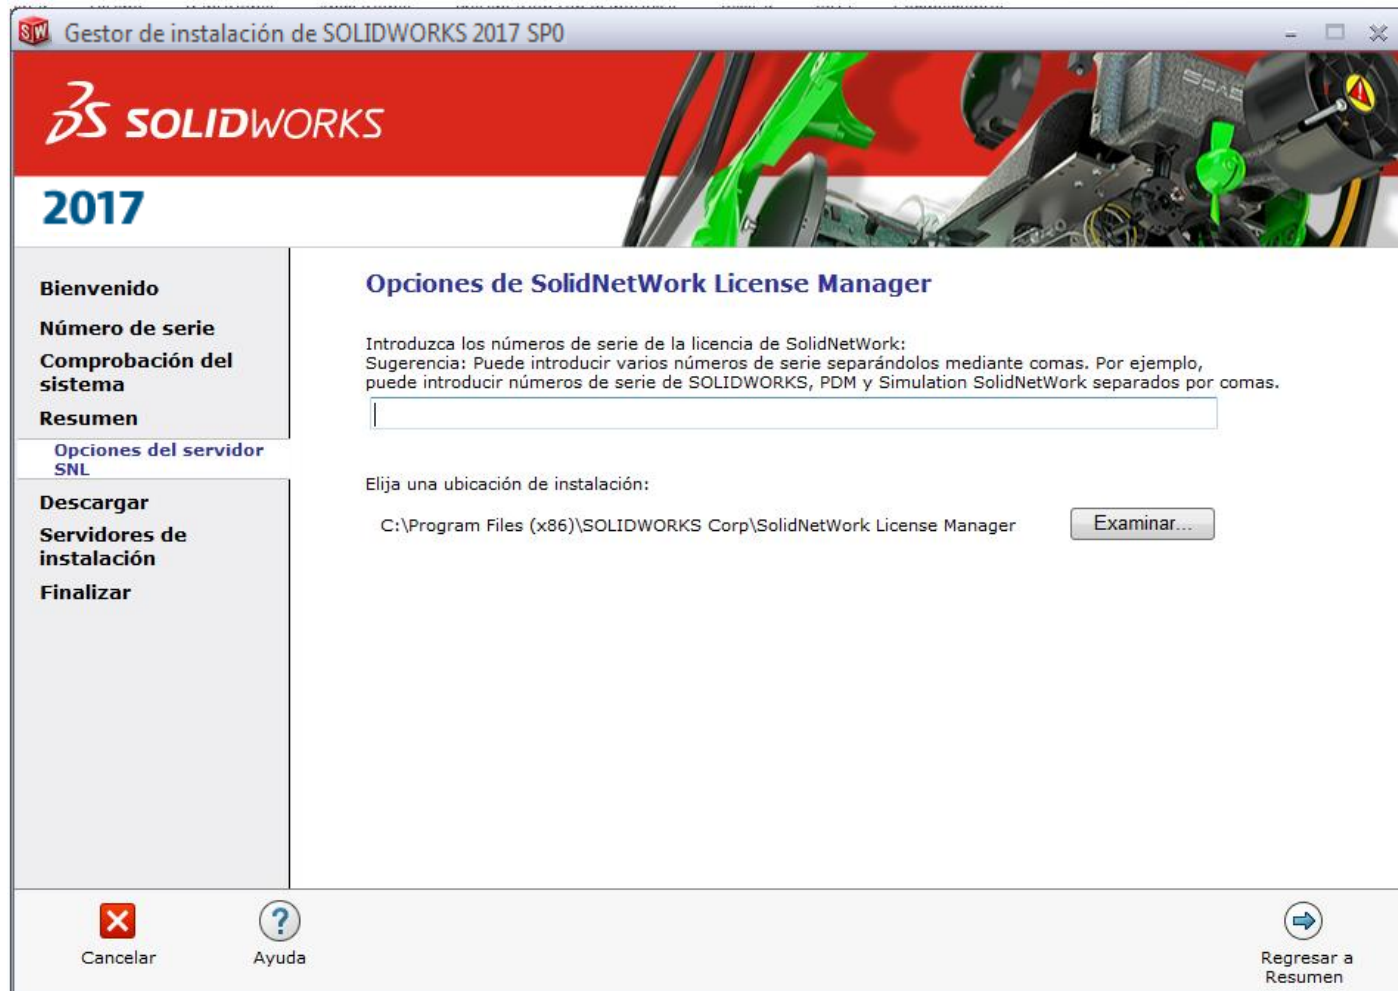 Gestor de instalación de SOLIDWORKS 2017 SP0
SOLIDWORKS
2017
Bienvenido
Número de serie
Comprobación del
sistema
Resumen
Opciones del servidor
SNL
Descargar
Servidores de
instalación
Finalizar
Opciones de SolidNetWork License Manager
Introduzca los números de serie de la licencia de SolidNetWork:
Sugerencia: Puede introducir varios números de serie separándolos mediante comas. Por ejemplo,
puede introducir números de serie de SOLIDWORKS, PDM y Simulation SolidNetWork separados por comas.
Elija una ubicación de instalación:
C:\Program Files (x86)\SOLIDWORKS Corp\SolidNetWork License Manager
Examinar...
Cancelar
Ayuda
Regresar a
Resumen